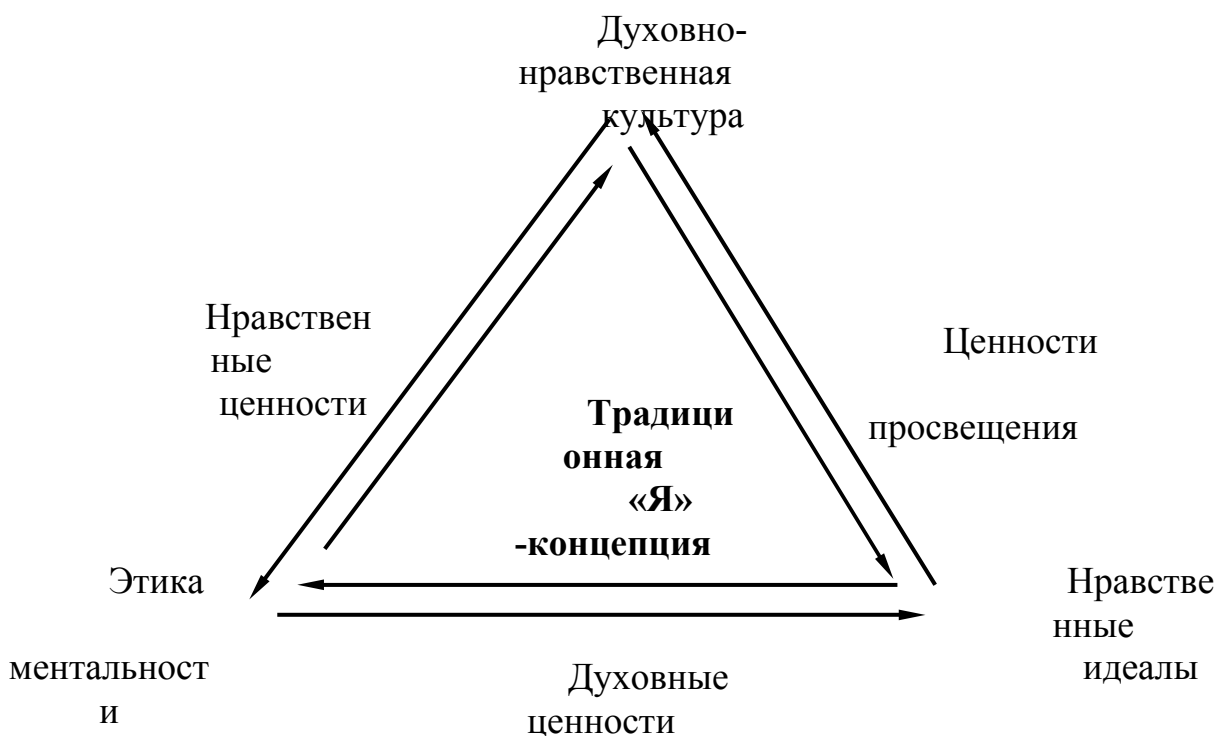 Духовно-
нравственная
культура
Нравствен
ные
ценности
Ценности
просвещения
Традици
онная
«Я»
-концепция
Этика
ментальност
и
Нравстве
нные
идеалы
Духовные
ценности